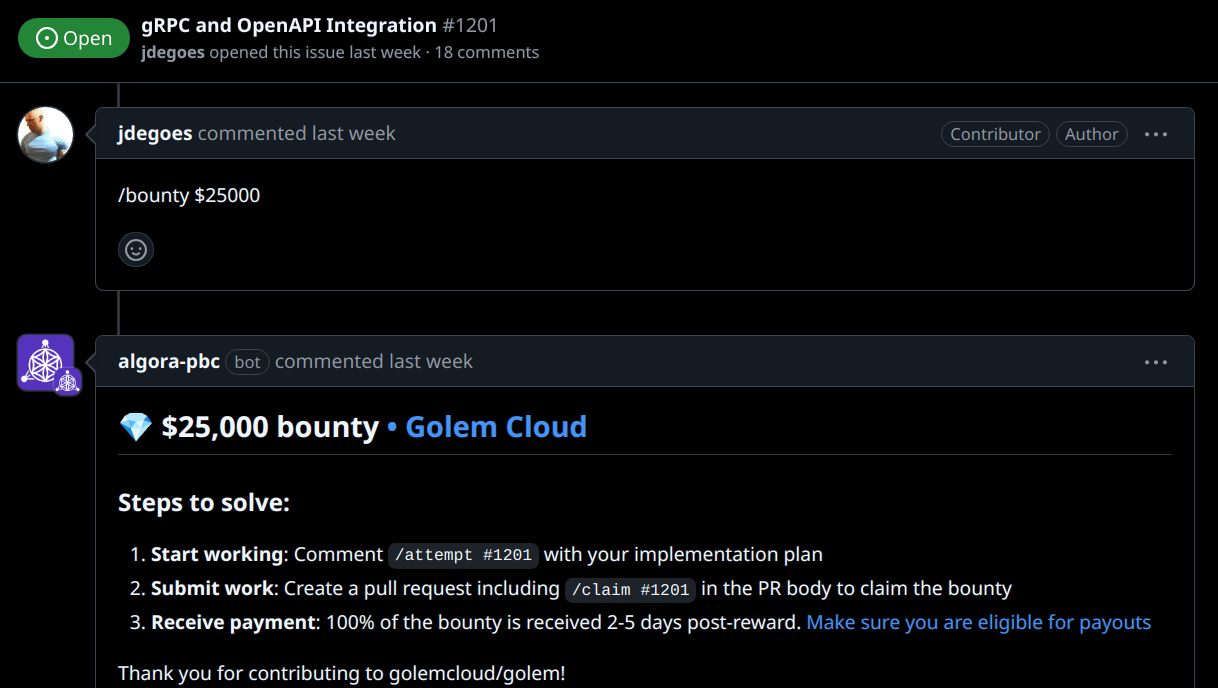 Open
gRPC and OpenAPI Integration #1201
jdegoes opened this issue last week · 18 comments
jdegoes commented last week
Contributor Author ...
/bounty $25000
algora-pbc bot commented last week ...
💎 $25,000 bounty • Golem Cloud
Steps to solve:
1. Start working: Comment /attempt #1201 with your implementation plan
2. Submit work: Create a pull request including /claim #1201 in the PR body to claim the bounty
3. Receive payment: 100% of the bounty is received 2-5 days post-reward. Make sure you are eligible for payouts
Thank you for contributing to golemcloud/golem!